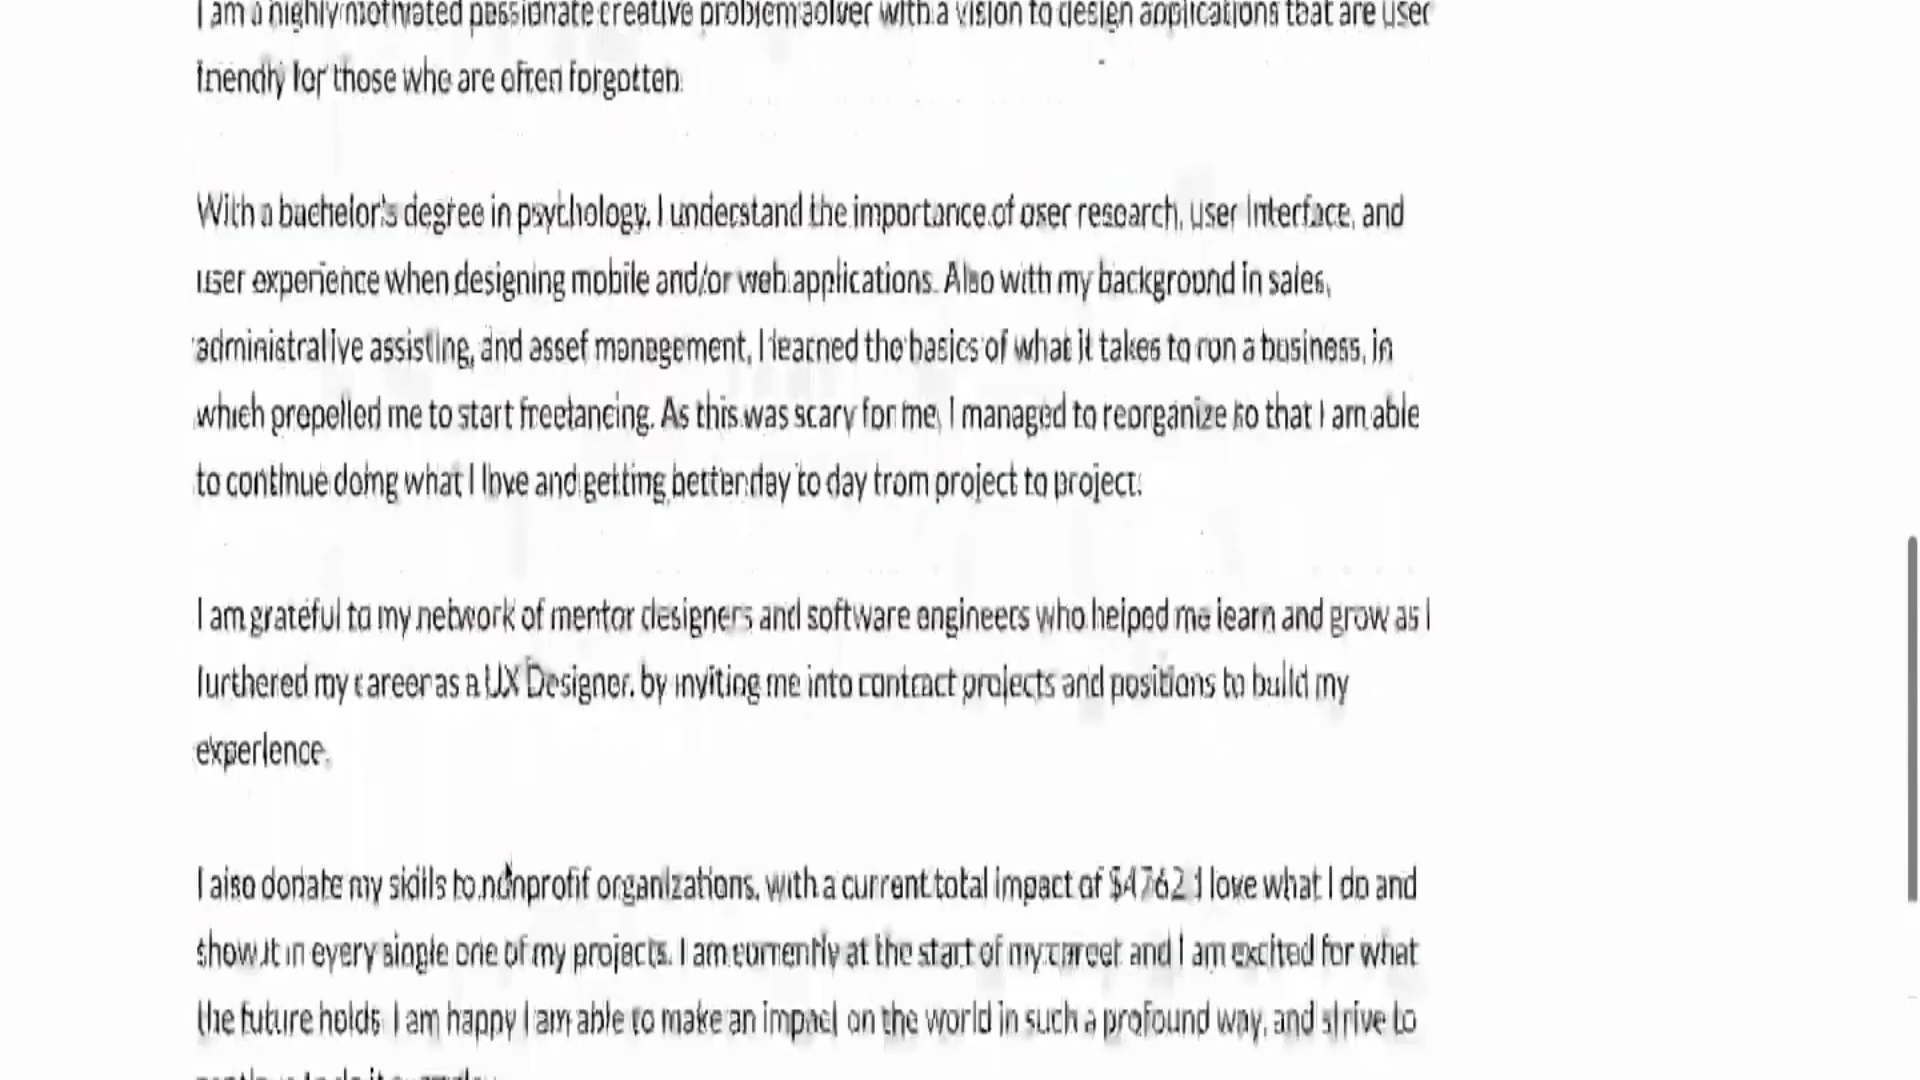 I am a highly motivated passionate creative problem solver with a vision to design applications that are user
friendly for those who are often forgotten.
With a bachelor's degree in psychology, I understand the importance of user research, user interface, and
user experience when designing mobile and/or web applications. Also with my background in sales,
administrative assisting, and asset management, I learned the basics of what it takes to run a business, in
which propelled me to start freelancing. As this was scary for me, I managed to reorganize so that I am able
to continue doing what I love and getting better day to day from project to project.
I am grateful to my network of mentor designers and software engineers who helped me learn and grow as I
furthered my career as a UX Designer, by inviting me into contract projects and positions to build my
experience.
I also donate my skills to nonprofit organizations, with a current total impact of $4762. I love what I do and
show it in every single one of my projects. I am currently at the start of my career and I am excited for what
the future holds. I am happy I am able to make an impact on the world in such a profound way, and strive to